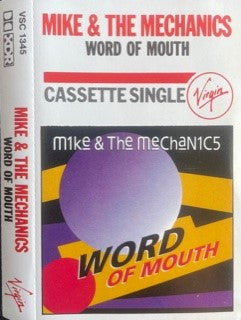 VSC 1345
MIKE & THE MECHANICS
WORD OF MOUTH
Virgin
MIKE & THE MECHANICS
WORD OF MOUTH
CASSETTE SINGLE
Virgin
m1ke & The mecHaN1C5
WORD
OF MOUTH